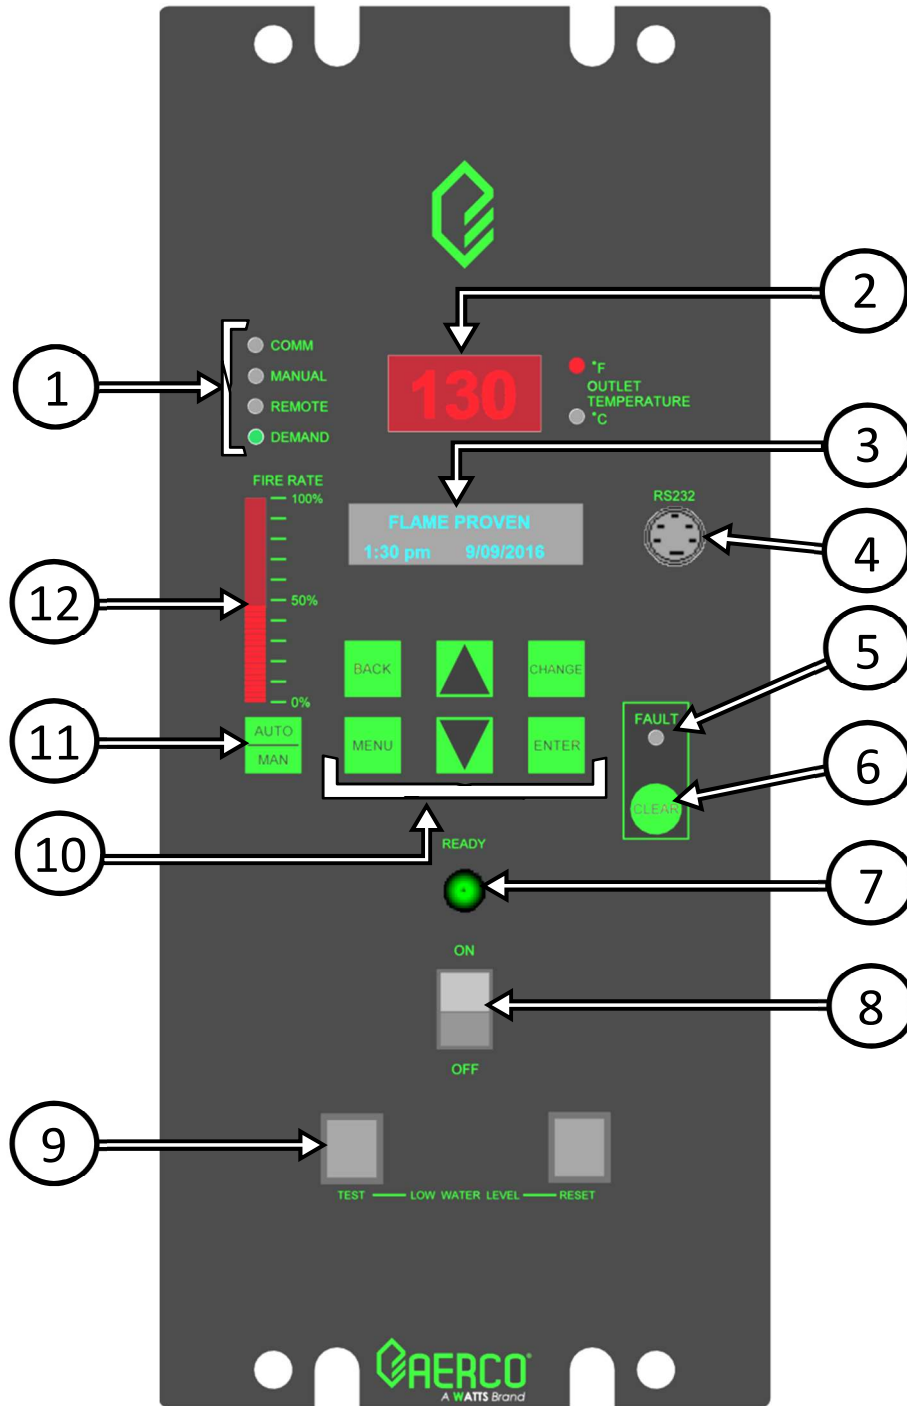 2
COMM
MANUAL
REMOTE
DEMAND
1
130
°F
OUTLET
TEMPERATURE
°C
3
FIRE RATE
100%
50%
0%
12
FLAME PROVEN
1:30 pm 9/09/2016
RS232
4
BACK
CHANGE
MENU
ENTER
5
AUTO
MAN
11
FAULT
CLEAR
6
10
READY
7
ON
OFF
8
9
TEST LOW WATER LEVEL RESET
AERCO®
A WATTS Brand